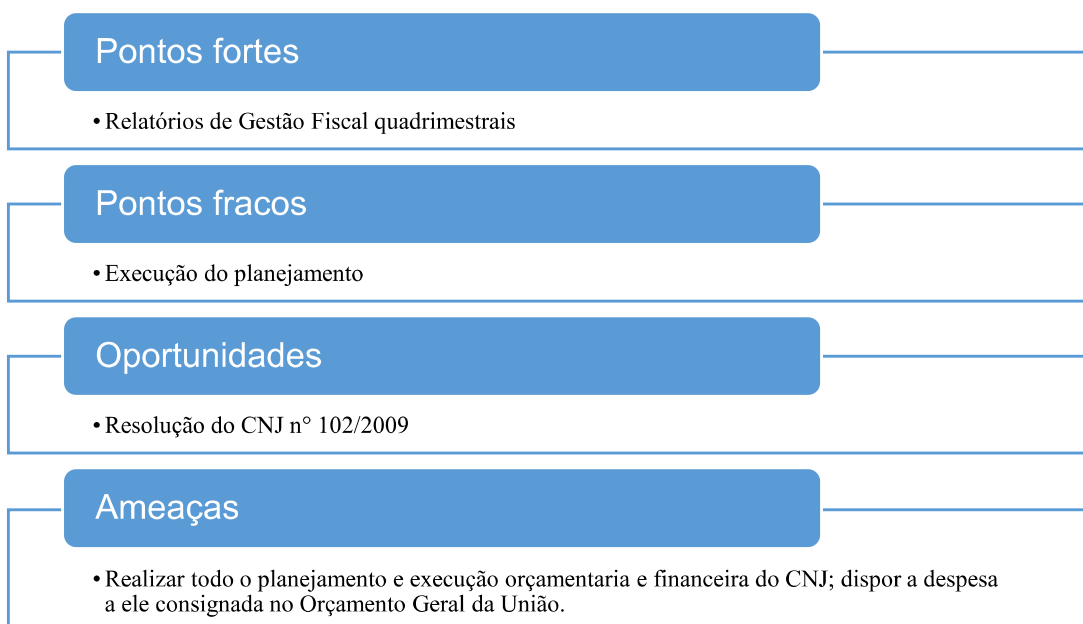 Pontos fortes
• Relatórios de Gestão Fiscal quadrimestrais
Pontos fracos
• Execução do planejamento
Oportunidades
• Resolução do CNJ n° 102/2009
Ameaças
• Realizar todo o planejamento e execução orçamentaria e financeira do CNJ; dispor a despesa
a ele consignada no Orçamento Geral da União.